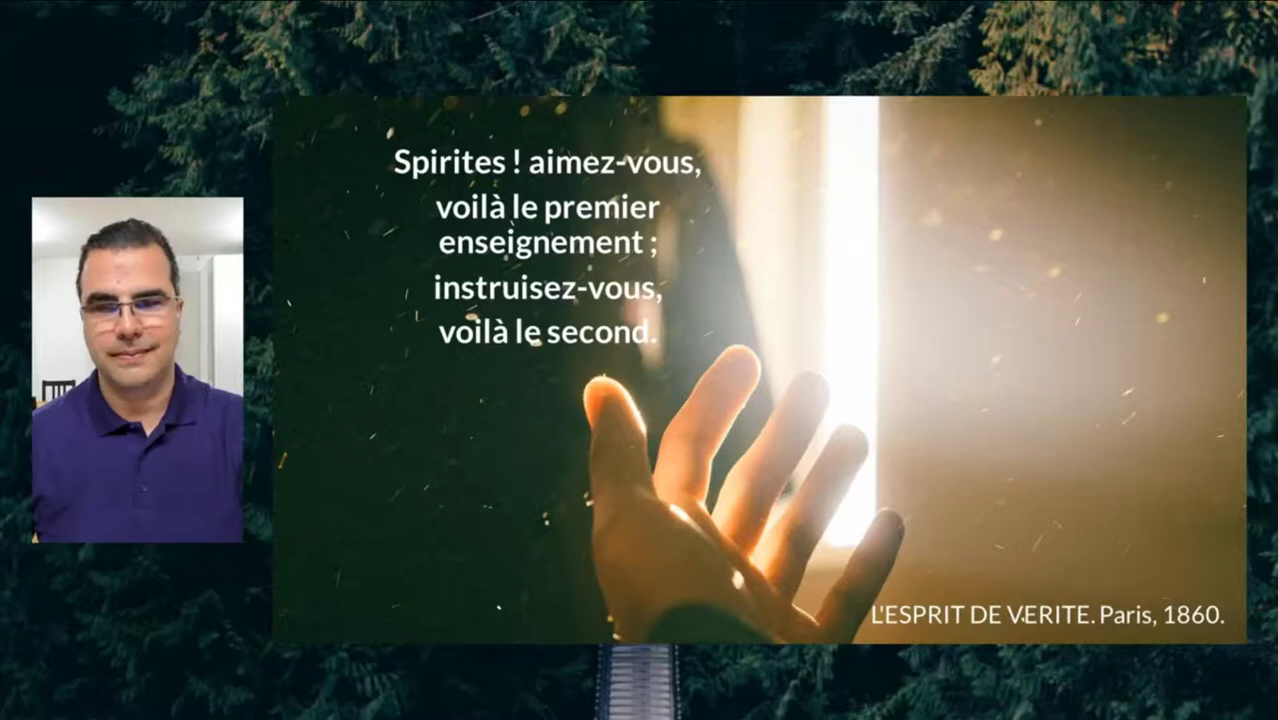 Spirites ! aimez-vous,
voilà le premier
enseignement ;
instruisez-vous,
voilà le second.
L'ESPRIT DE VERITE. Paris, 1860.